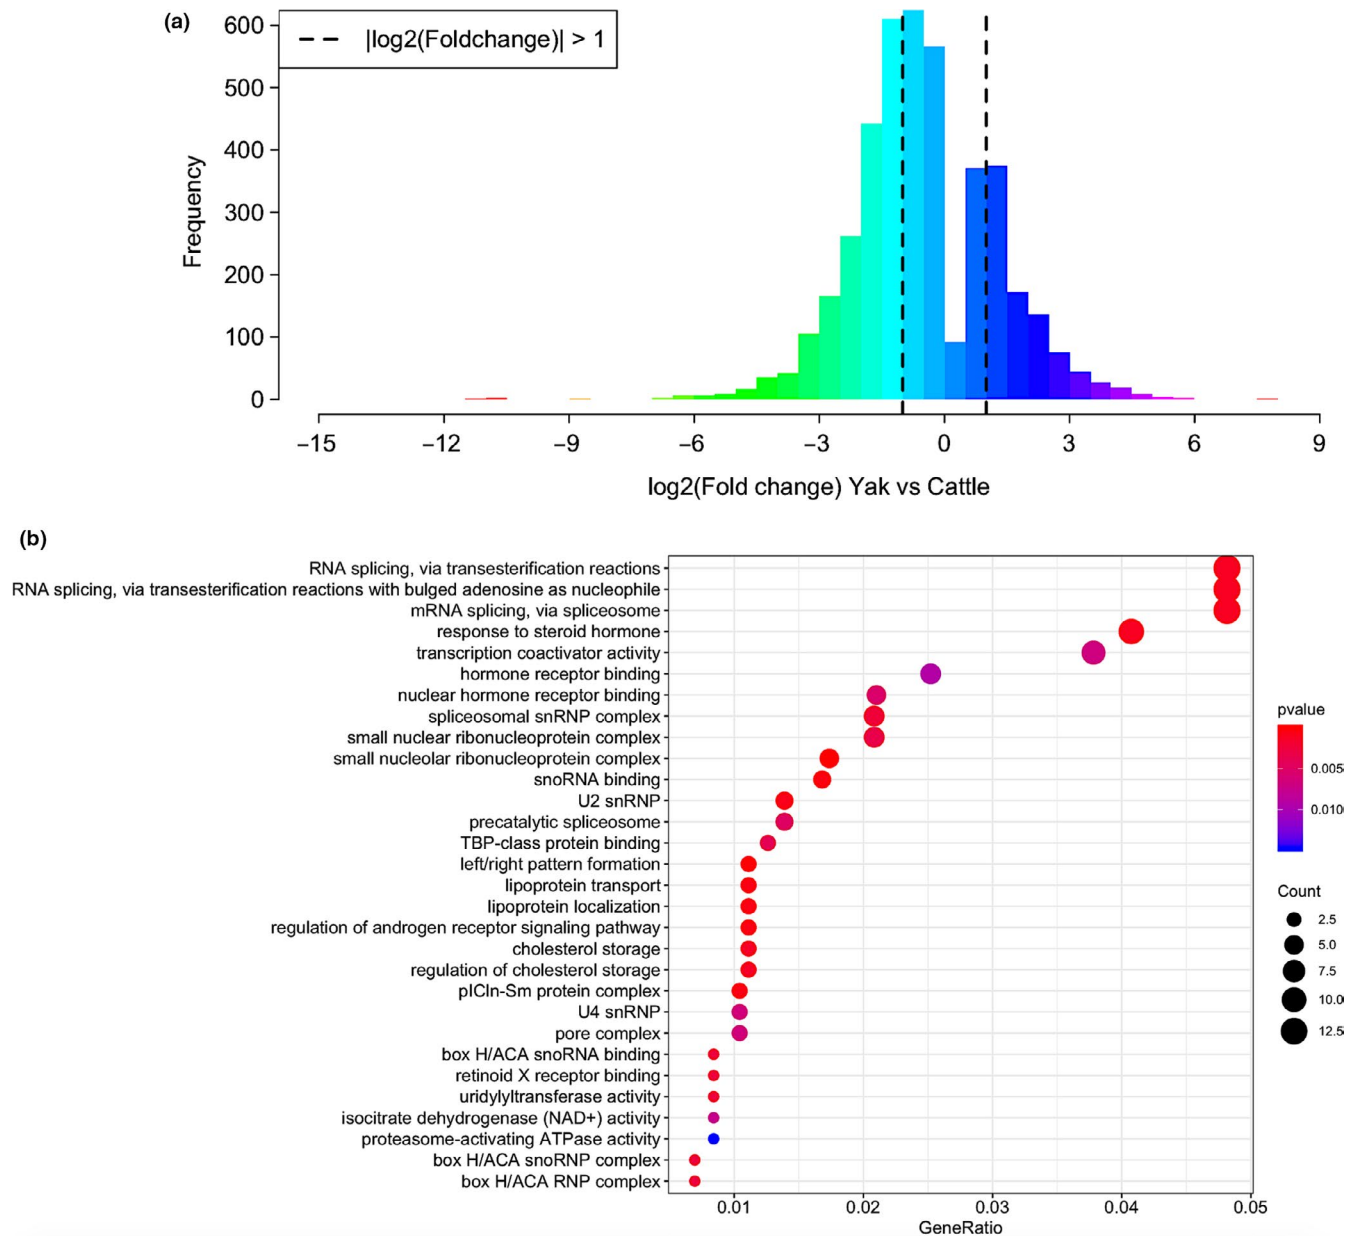 (a)
|log2(Foldchange)| > 1
Frequency
600
500
400
300
200
100
0
−15 −12 −9 −6 −3 0 3 6 9
log2(Fold change) Yak vs Cattle
(b)
RNA splicing, via transesterification reactions
RNA splicing, via transesterification reactions with bulged adenosine as nucleophile
mRNA splicing, via spliceosome
response to steroid hormone
transcription coactivator activity
hormone receptor binding
nuclear hormone receptor binding
spliceosomal snRNP complex
small nuclear ribonucleoprotein complex
small nucleolar ribonucleoprotein complex
snoRNA binding
U2 snRNP
precatalytic spliceosome
TBP-class protein binding
left/right pattern formation
lipoprotein transport
lipoprotein localization
regulation of androgen receptor signaling pathway
cholesterol storage
regulation of cholesterol storage
pICln-Sm protein complex
U4 snRNP
pore complex
box H/ACA snoRNA binding
retinoid X receptor binding
uridylyltransferase activity
isocitrate dehydrogenase (NAD+) activity
proteasome-activating ATPase activity
box H/ACA snoRNP complex
box H/ACA RNP complex
0.01 0.02 0.03 0.04 0.05
GeneRatio
pvalue
0.005
0.010
Count
2.5
5.0
7.5
10.0
12.5